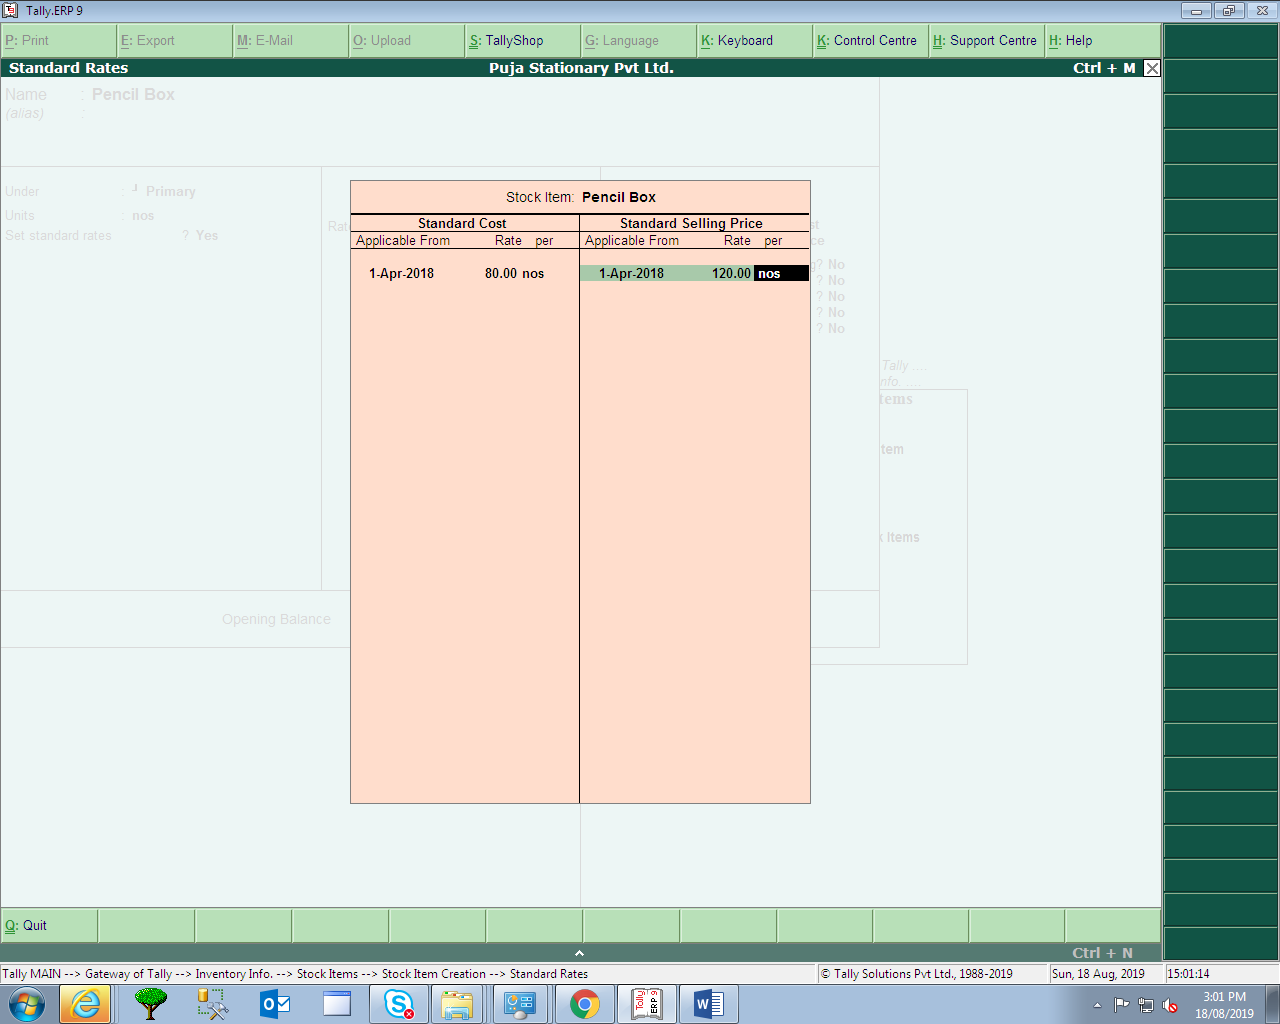 Tally.ERP 9
P: Print E: Export M: E-Mail O: Upload S: TallyShop G: Language K: Keyboard K: Control Centre H: Support Centre H: Help
Standard Rates Puja Stationary Pvt Ltd. Ctrl + M
Name : Pencil Box
(alias) :
Under : Primary
Units : nos
Set standard rates ? Yes
Stock Item: Pencil Box
Standard Cost Standard Selling Price
Applicable From Rate per Applicable From Rate per
1-Apr-2018 80.00 nos 1-Apr-2018 120.00 nos
? No
? No
? No
? No
? No
Tally ....
Opening Balance
Q: Quit
Ctrl + N
Tally MAIN --> Gateway of Tally --> Inventory Info. --> Stock Items --> Stock Item Creation --> Standard Rates © Tally Solutions Pvt Ltd., 1988-2019 Sun, 18 Aug, 2019 15:01:14
Tally ERP 9
3:01 PM
18/08/2019